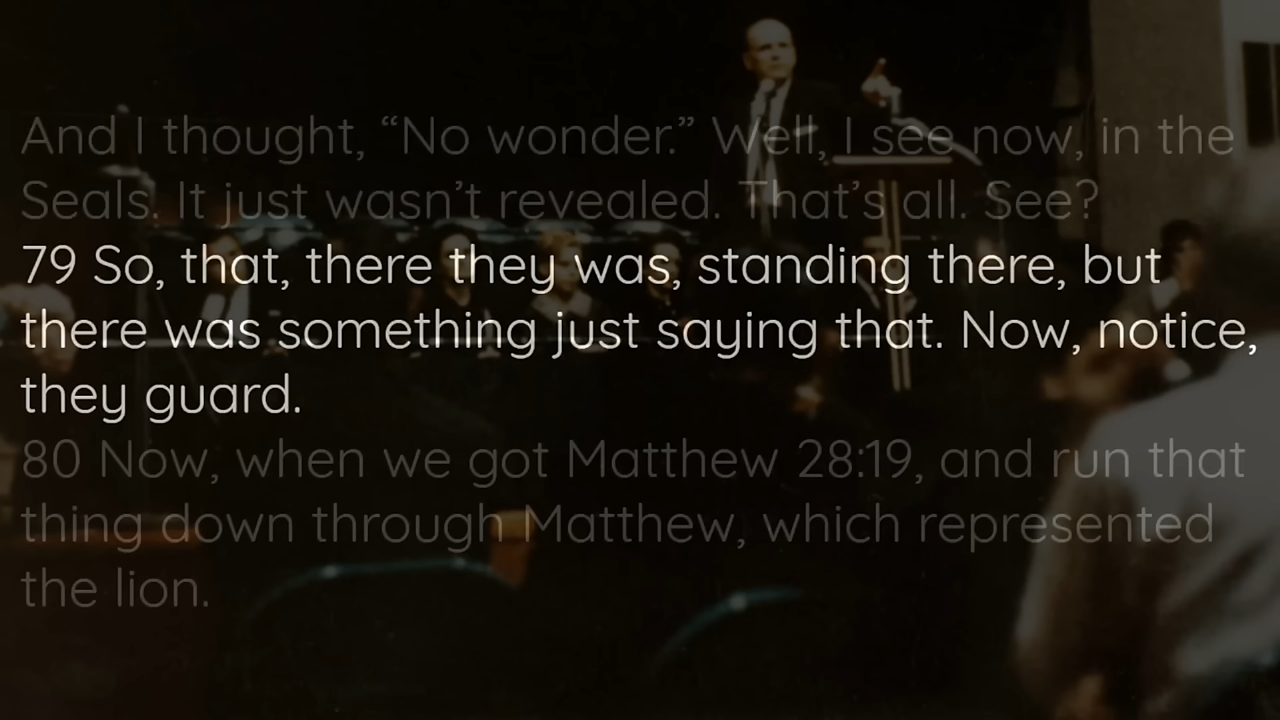 And I thought, “No wonder.” Well, I see now, in the
Seals. It just wasn’t revealed. That’s all. See?
79 So, that, there they was, standing there, but
there was something just saying that. Now, notice,
they guard.
80 Now, when we got Matthew 28:19, and run that
thing down through Matthew, which represented
the lion.